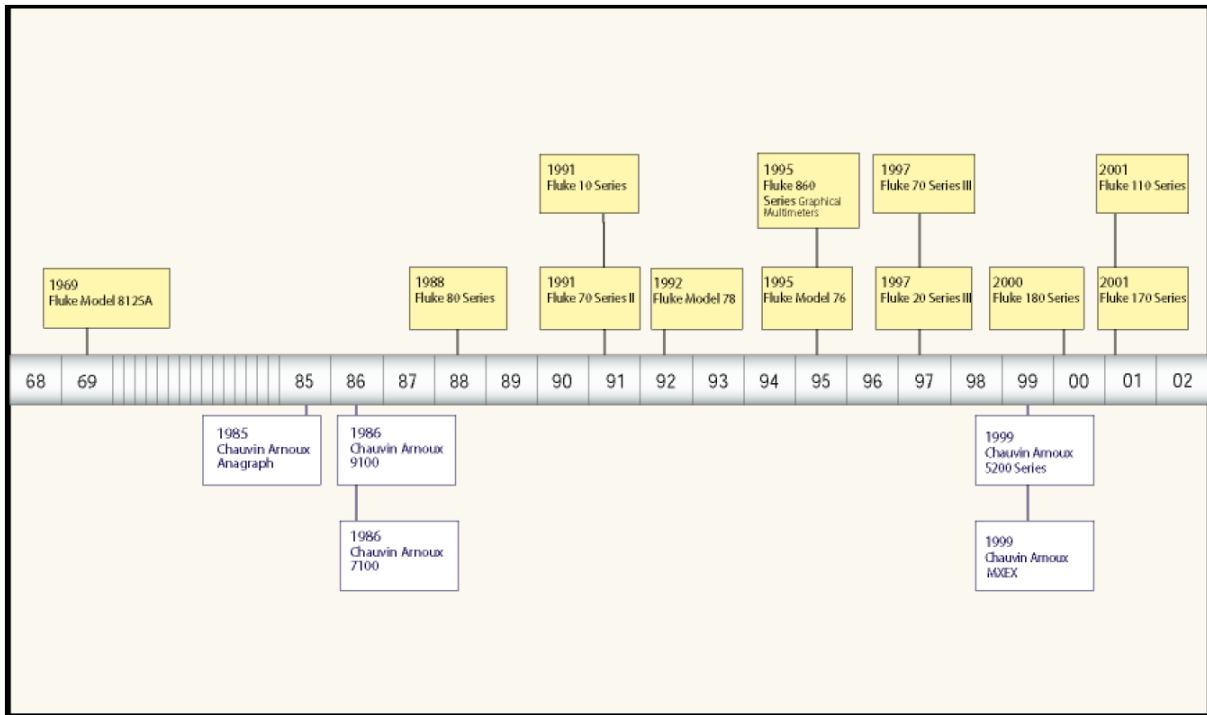 1991
Fluke 10 Series
1995
Fluke 860
Series Graphical
Multimeters
1997
Fluke 70 Series III
2001
Fluke 110 Series
1969
Fluke Model 8125A
1988
Fluke 80 Series
1991
Fluke 70 Series II
1992
Fluke Model 78
1995
Fluke Model 76
1997
Fluke 20 Series III
2000
Fluke 180 Series
2001
Fluke 170 Series
68 69 85 86 87 88 89 90 91 92 93 94 95 96 97 98 99 00 01 02
1985
Chauvin Arnoux
Anagraph
1986
Chauvin Arnoux
9100
1999
Chauvin Arnoux
5200 Series
1986
Chauvin Arnoux
7100
1999
Chauvin Arnoux
MXEX